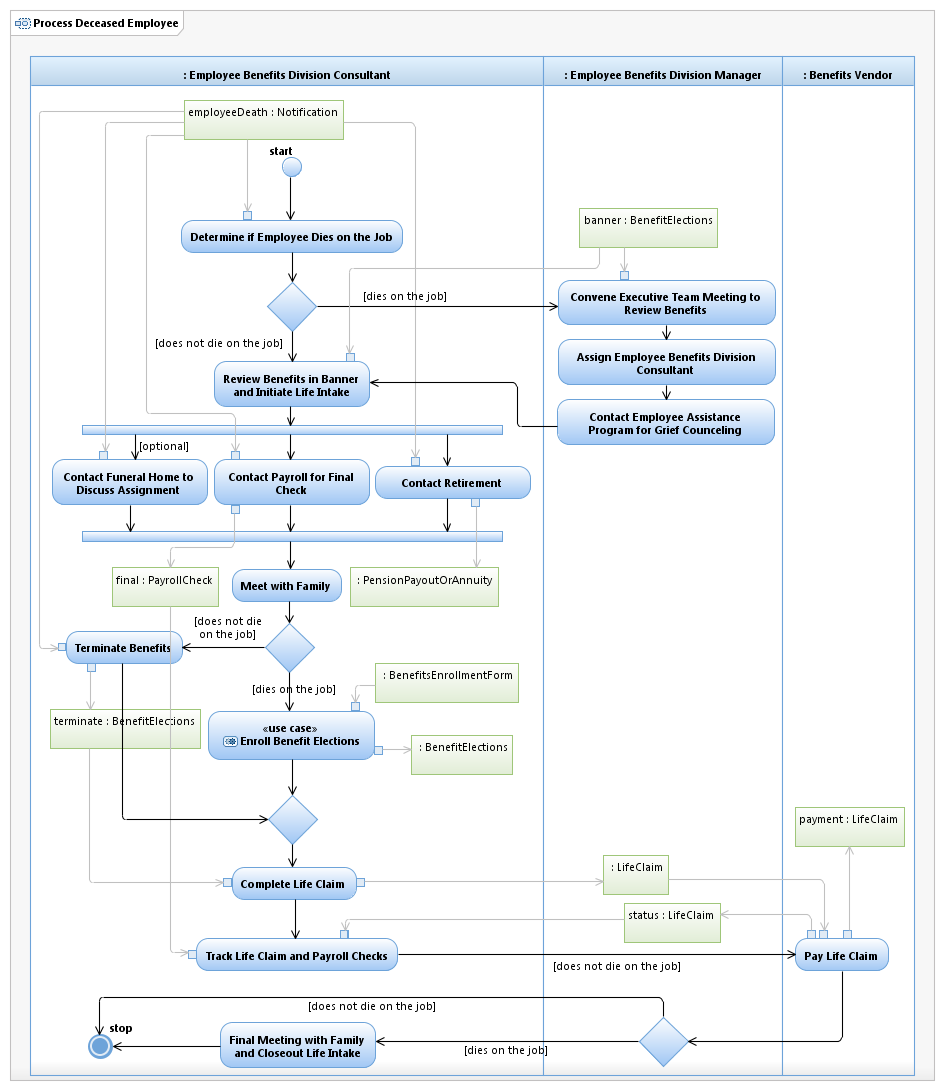 Process Deceased Employee
: Employee Benefits Division Consultant
: Employee Benefits Division Manager
: Benefits Vendor
employeeDeath : Notification
start
Determine if Employee Dies on the Job
banner : BenefitElections
[dies on the job]
Convene Executive Team Meeting to
Review Benefits
[does not die on the job]
Assign Employee Benefits Division
Consultant
Review Benefits in Banner
and Initiate Life Intake
Contact Employee Assistance
Program for Grief Counceling
[optional]
Contact Funeral Home to
Discuss Assignment
Contact Payroll for Final
Check
Contact Retirement
final : PayrollCheck
Meet with Family
: PensionPayoutOrAnnuity
[does not die
on the job]
Terminate Benefits
[dies on the job]
: BenefitsEnrollmentForm
terminate : BenefitElections
«use case»
Enroll Benefit Elections
: BenefitElections
payment : LifeClaim
Complete Life Claim
: LifeClaim
status : LifeClaim
Track Life Claim and Payroll Checks
Pay Life Claim
[does not die on the job]
[does not die on the job]
stop
Final Meeting with Family
and Closeout Life Intake
[dies on the job]